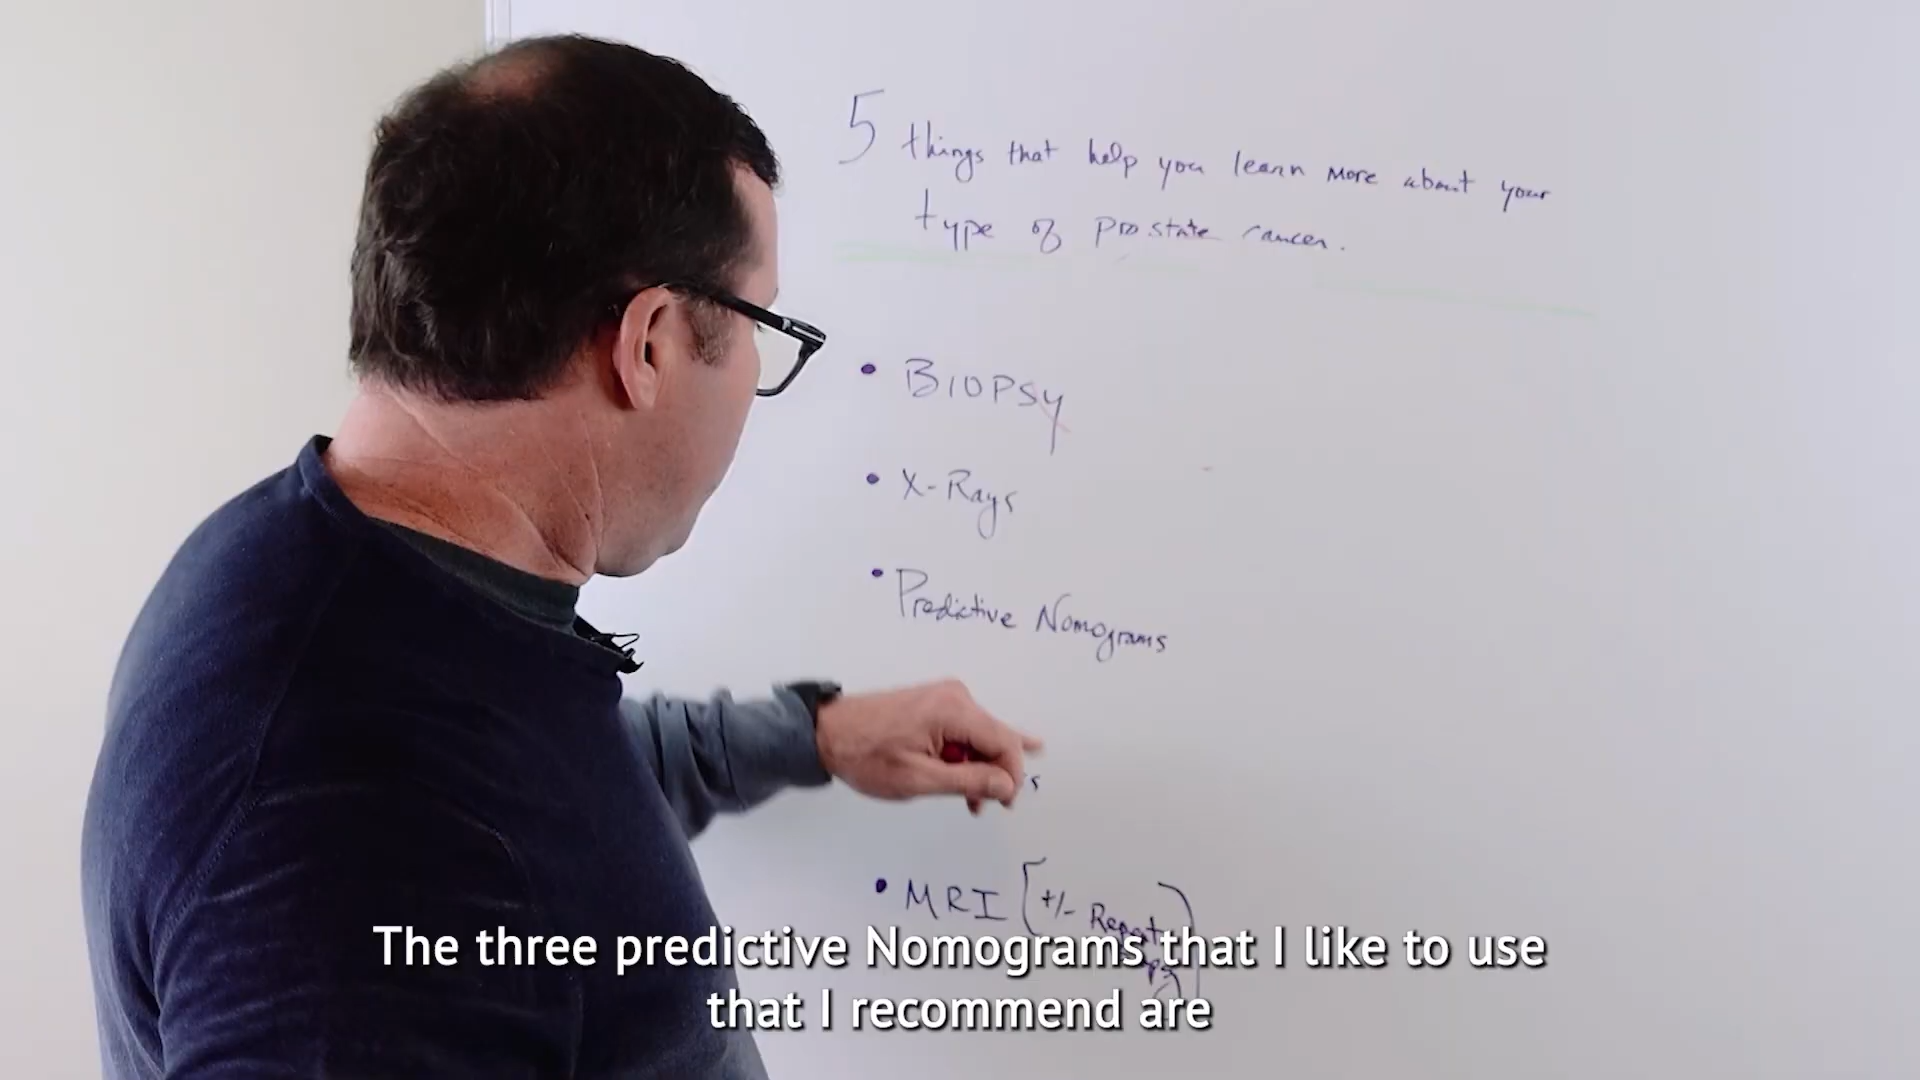 5 things that help you learn more about your
type of prostate cancer.
• BIOPSY
• X-Rays
• Predictive Nomograms
• MRI [+/- Repeat
The three predictive Nomograms that I like to use
that I recommend are